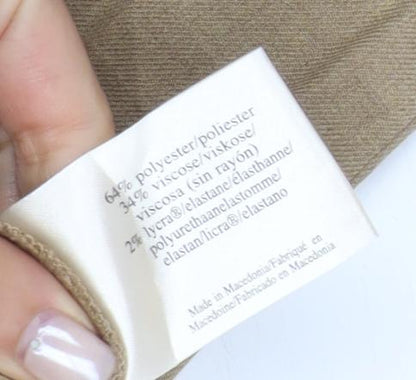 64% polyester/poliester
34% viscose/viskose/
viscosa (sin rayón)
2% lycra®/elastane/élasthanne/
polyurethaanelastomme/
elastan/licra®/elastano
Made in Macedonia/Fabriqué en
Macedoine/Fabricado en Macedonia